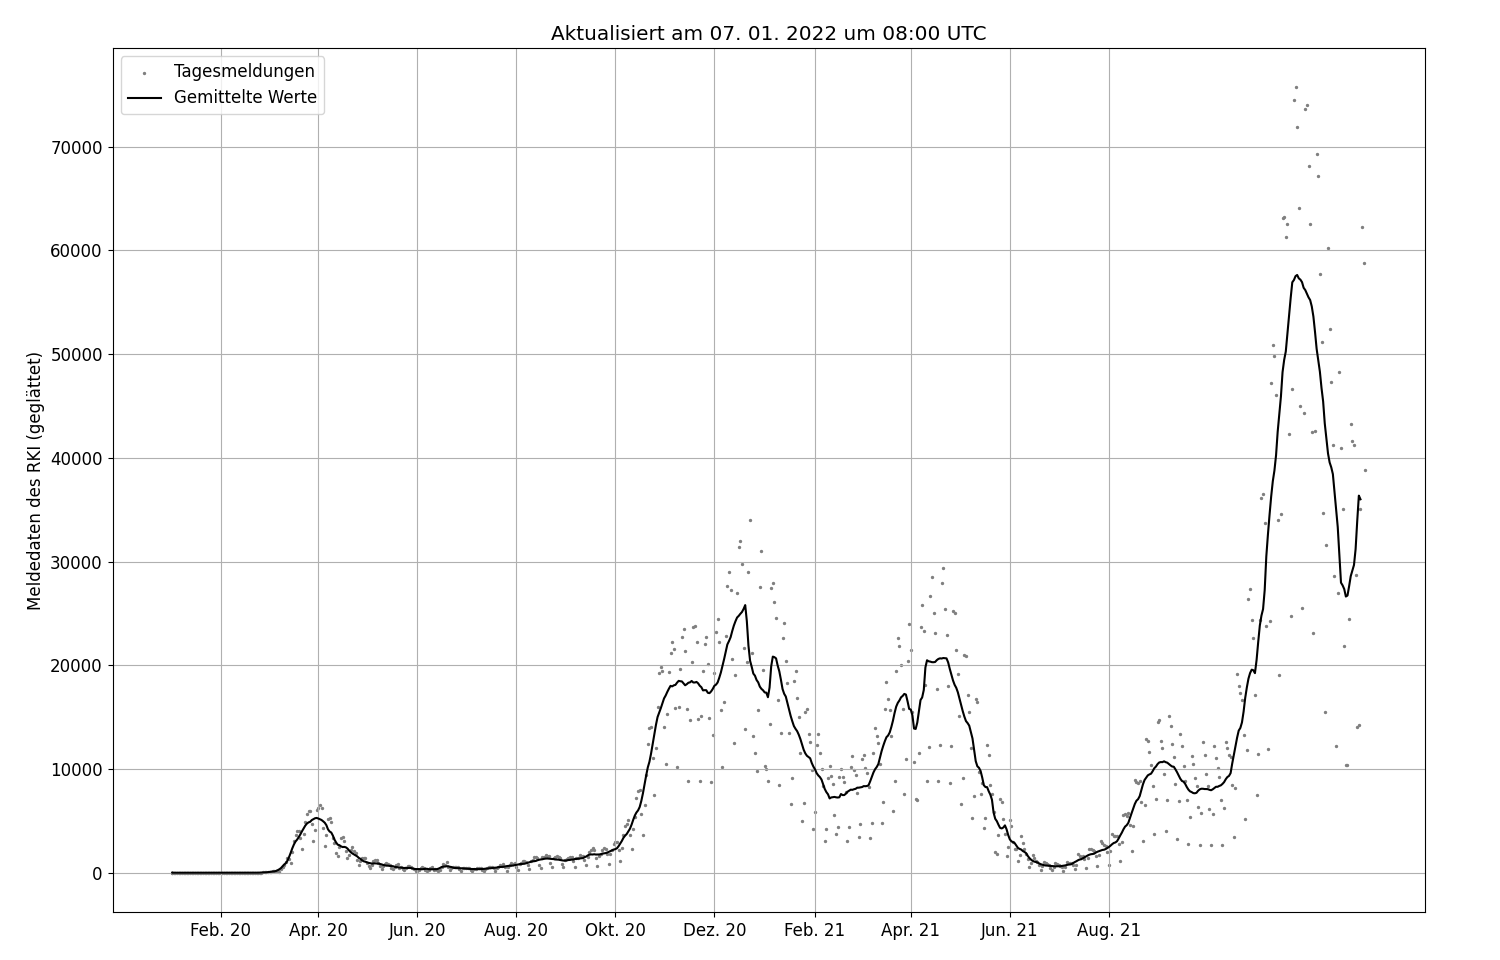 Aktualisiert am 07. 01. 2022 um 08:00 UTC
Tagesmeldungen
Gemittelte Werte
Meldedaten des RKI (geglättet)
70000
60000
50000
40000
30000
20000
10000
0
Feb. 20 Apr. 20 Jun. 20 Aug. 20 Okt. 20 Dez. 20 Feb. 21 Apr. 21 Jun. 21 Aug. 21